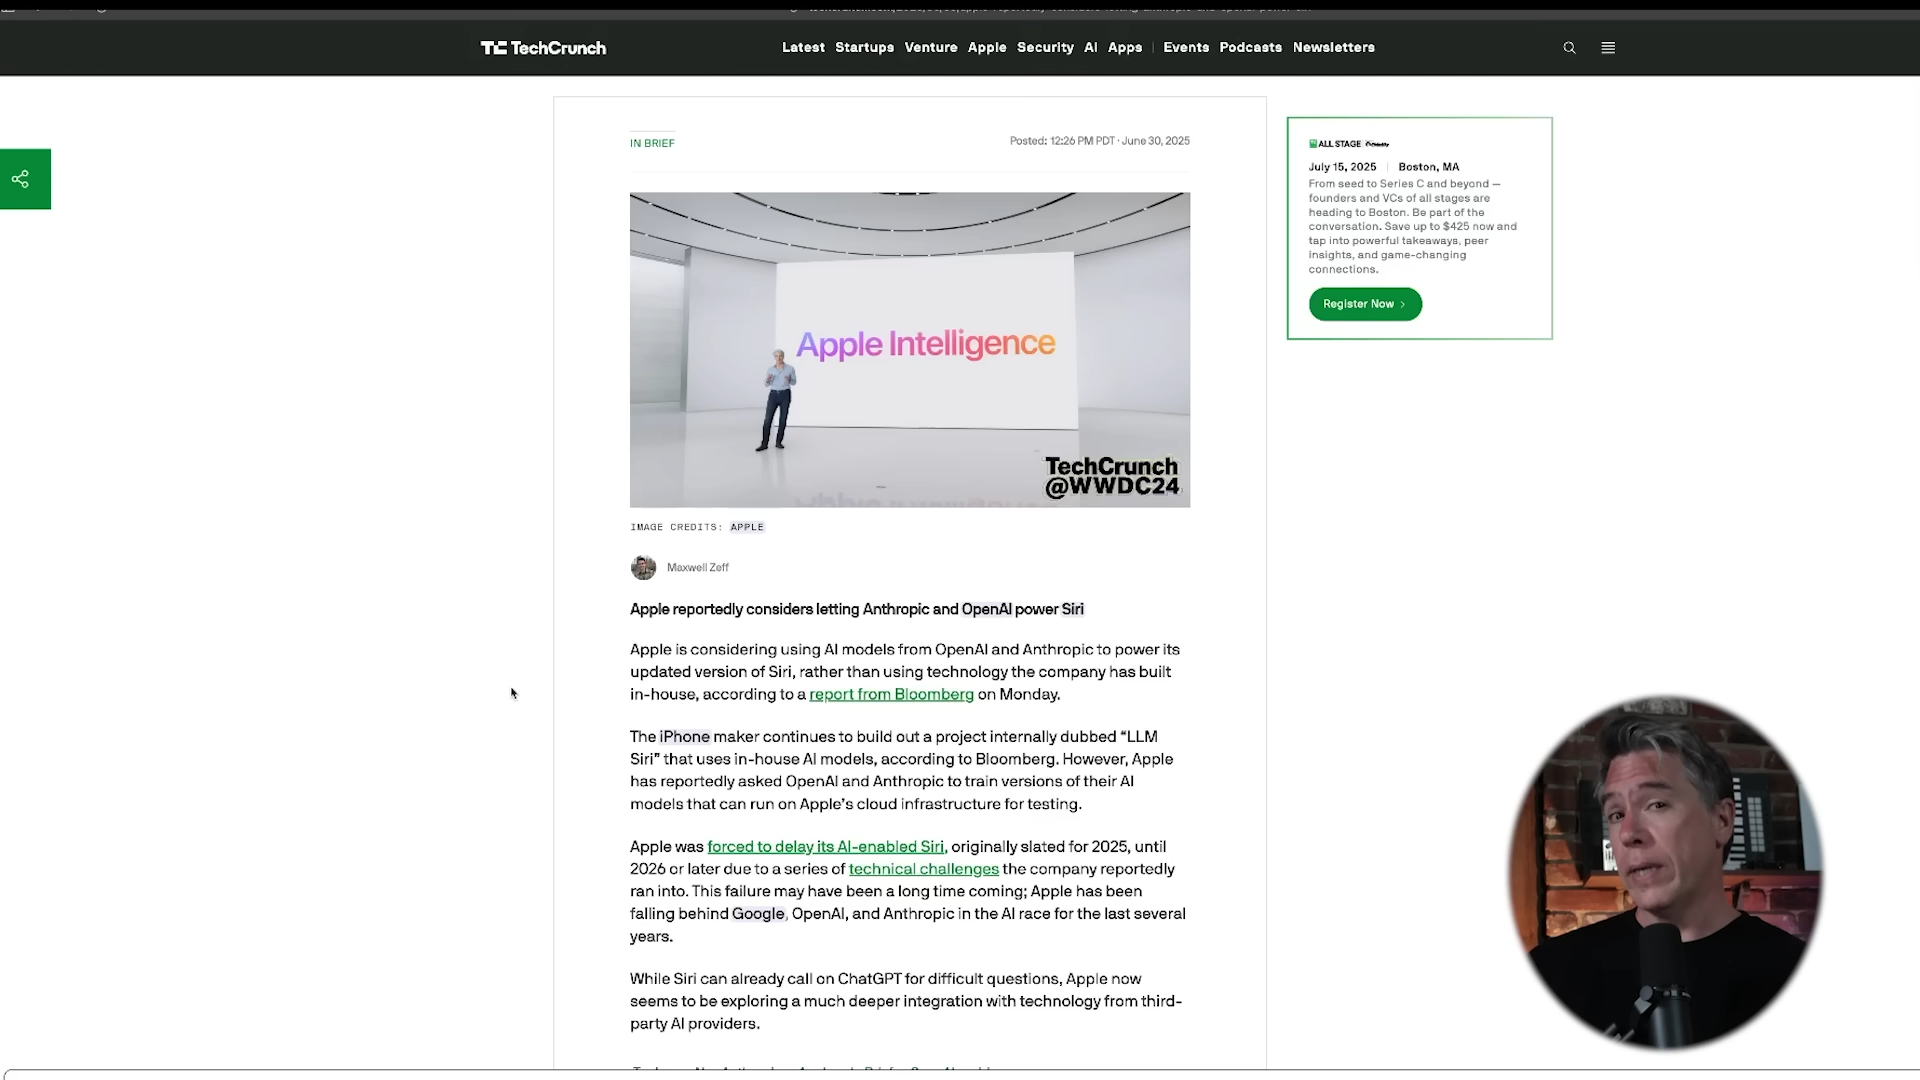 TechCrunch
Latest Startups Venture Apple Security AI Apps | Events Podcasts Newsletters
IN BRIEF
Posted: 12:26 PM PDT · June 30, 2025
Apple Intelligence
TechCrunch
@WWDC24
IMAGE CREDITS: APPLE
Maxwell Zeff
Apple reportedly considers letting Anthropic and OpenAI power Siri
Apple is considering using AI models from OpenAI and Anthropic to power its
updated version of Siri, rather than using technology the company has built
in-house, according to a report from Bloomberg on Monday.
The iPhone maker continues to build out a project internally dubbed “LLM
Siri” that uses in-house AI models, according to Bloomberg. However, Apple
has reportedly asked OpenAI and Anthropic to train versions of their AI
models that can run on Apple’s cloud infrastructure for testing.
Apple was forced to delay its AI-enabled Siri, originally slated for 2025, until
2026 or later due to a series of technical challenges the company reportedly
ran into. This failure may have been a long time coming; Apple has been
falling behind Google, OpenAI, and Anthropic in the AI race for the last several
years.
While Siri can already call on ChatGPT for difficult questions, Apple now
seems to be exploring a much deeper integration with technology from third-
party AI providers.
ALL STAGE
July 15, 2025 | Boston, MA
From seed to Series C and beyond —
founders and VCs of all stages are
heading to Boston. Be part of the
conversation. Save up to $425 now and
tap into powerful takeaways, peer
insights, and game-changing
connections.
Register Now >